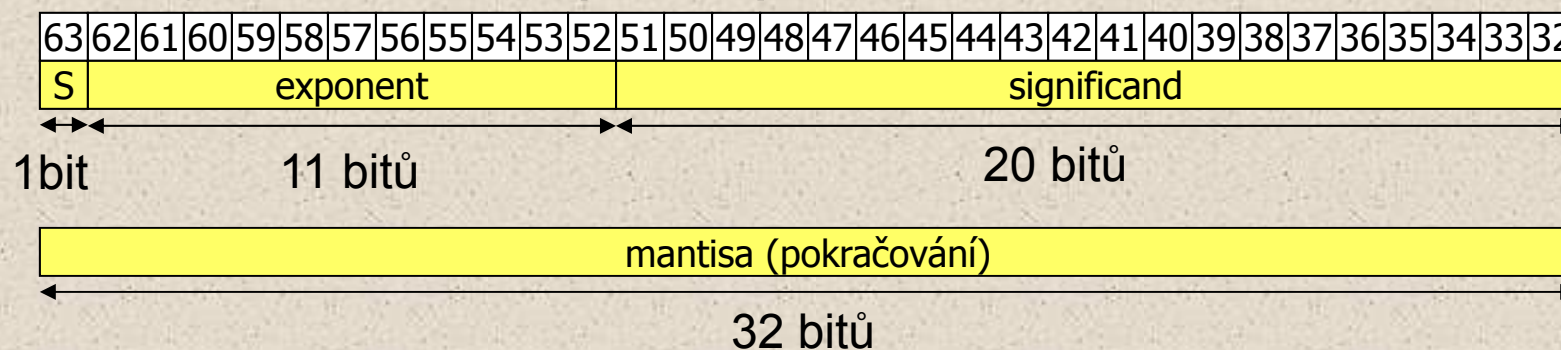 63 62 61 60 59 58 57 56 55 54 53 52 51 50 49 48 47 46 45 44 43 42 41 40 39 38 37 36 35 34 33 32
S exponent significand
1bit 11 bitů 20 bitů
mantisa (pokračování)
32 bitů